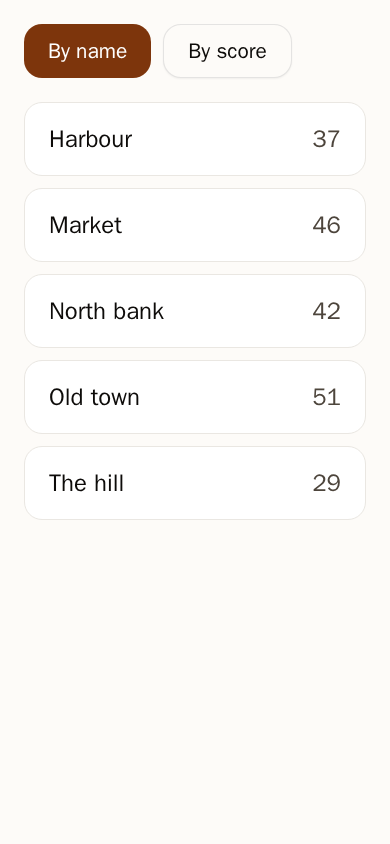 By name By score
Harbour 37
Market 46
North bank 42
Old town 51
The hill 29